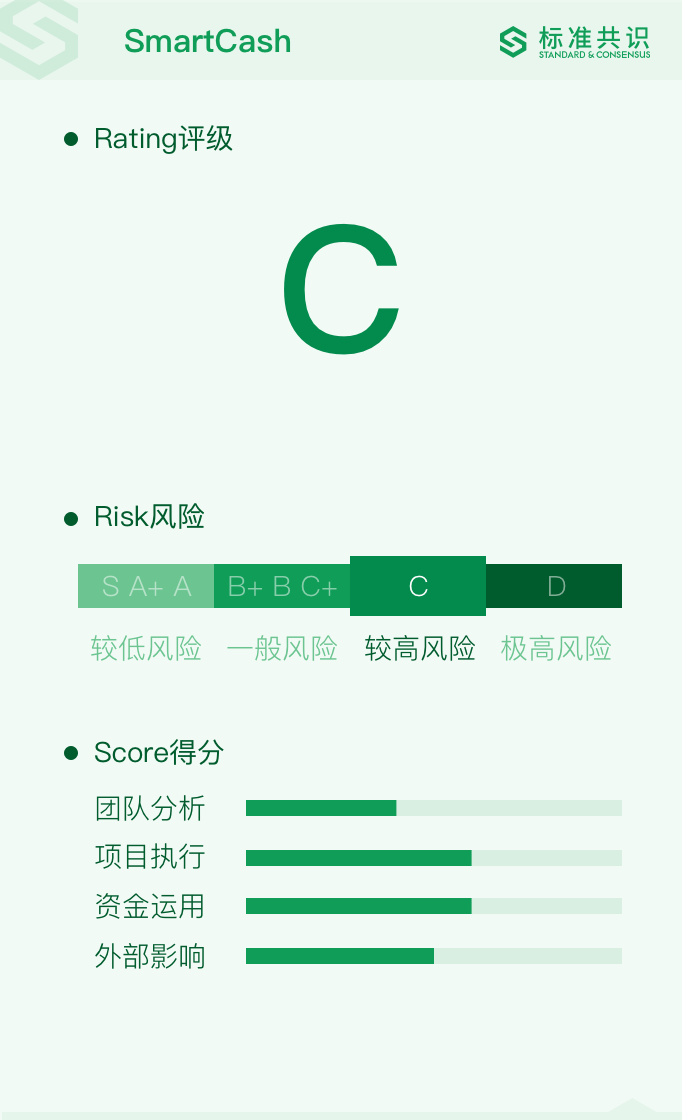 SmartCash
标准共识
STANDARD & CONSENSUS
Rating评级
C
Risk风险
S A+ A B+ B C+ C D
较低风险 一般风险 较高风险 极高风险
Score得分
团队分析
项目执行
资金运用
外部影响